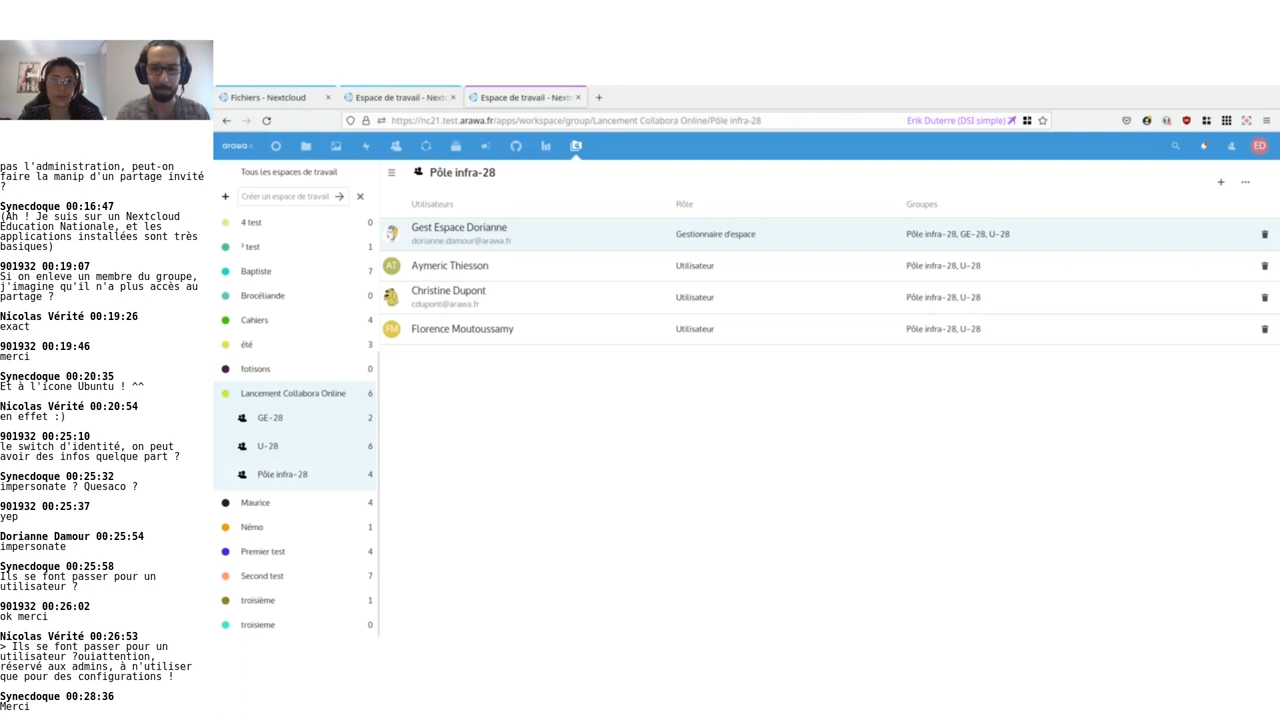 pas l'administration, peut-on
faire la manip d'un partage invité
?
Synecdoque 00:16:47
(Ah ! Je suis sur un Nextcloud
Éducation Nationale, et les
applications installées sont très
basiques)
901932 00:19:07
Si on enleve un membre du groupe,
j'imagine qu'il n'a plus accès au
partage ?
Nicolas Vérité 00:19:26
exact
901932 00:19:46
merci
Synecdoque 00:20:35
Et à l'icône Ubuntu ! ^^
Nicolas Vérité 00:20:54
en effet :)
901932 00:25:10
le switch d'identité, on peut
avoir des infos quelque part ?
Synecdoque 00:25:32
impersonate ? Quesaco ?
901932 00:25:37
yep
Dorianne Damour 00:25:54
impersonate
Synecdoque 00:25:58
Ils se font passer pour un
utilisateur ?
901932 00:26:02
ok merci
Nicolas Vérité 00:26:53
> Ils se font passer pour un
utilisateur ?ouiattention,
réservé aux admins, à n'utiliser
que pour des configurations !
Synecdoque 00:28:36
Merci
Fichiers - Nextcloud
Espace de travail - Nextc
Espace de travail - Nextc
https://nc21.test.arawa.fr/apps/workspace/group/Lancement Collabora Online/Pôle infra-28
Erik Duterre (DSI simple)
arawa
ED
Tous les espaces de travail
Créer un espace de travail
4 test 0
² test 1
Baptiste 7
Brocéliande 0
Cahiers 4
été 3
fotisons 0
Lancement Collabora Online 6
GE-28 2
U-28 6
Pôle infra-28 4
Maurice 4
Némo 1
Premier test 4
Second test 7
troisième 1
troisieme 0
Pôle infra-28
Utilisateurs Rôle Groupes
Gest Espace Dorianne Gestionnaire d'espace Pôle infra-28, GE-28, U-28
dorianne.damour@arawa.fr
AT Aymeric Thiesson Utilisateur Pôle infra-28, U-28
Christine Dupont Utilisateur Pôle infra-28, U-28
cdupont@arawa.fr
FM Florence Moutoussamy Utilisateur Pôle infra-28, U-28